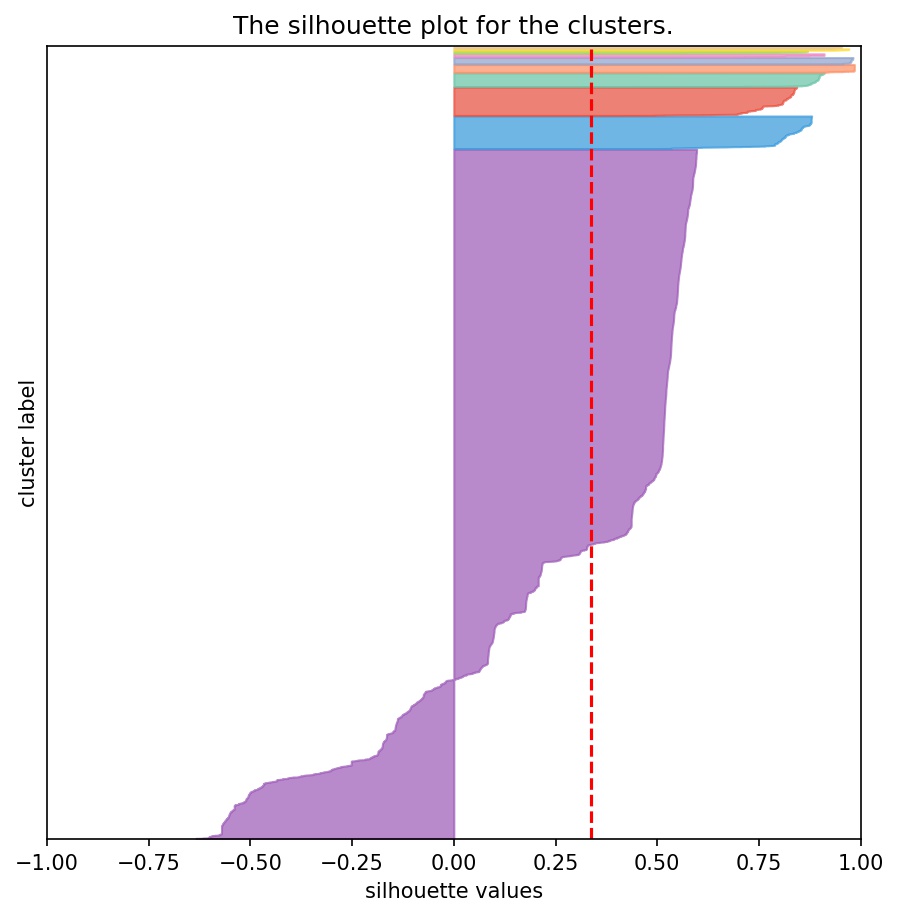 The silhouette plot for the clusters.
cluster label
−1.00 −0.75 −0.50 −0.25 0.00 0.25 0.50 0.75 1.00
silhouette values